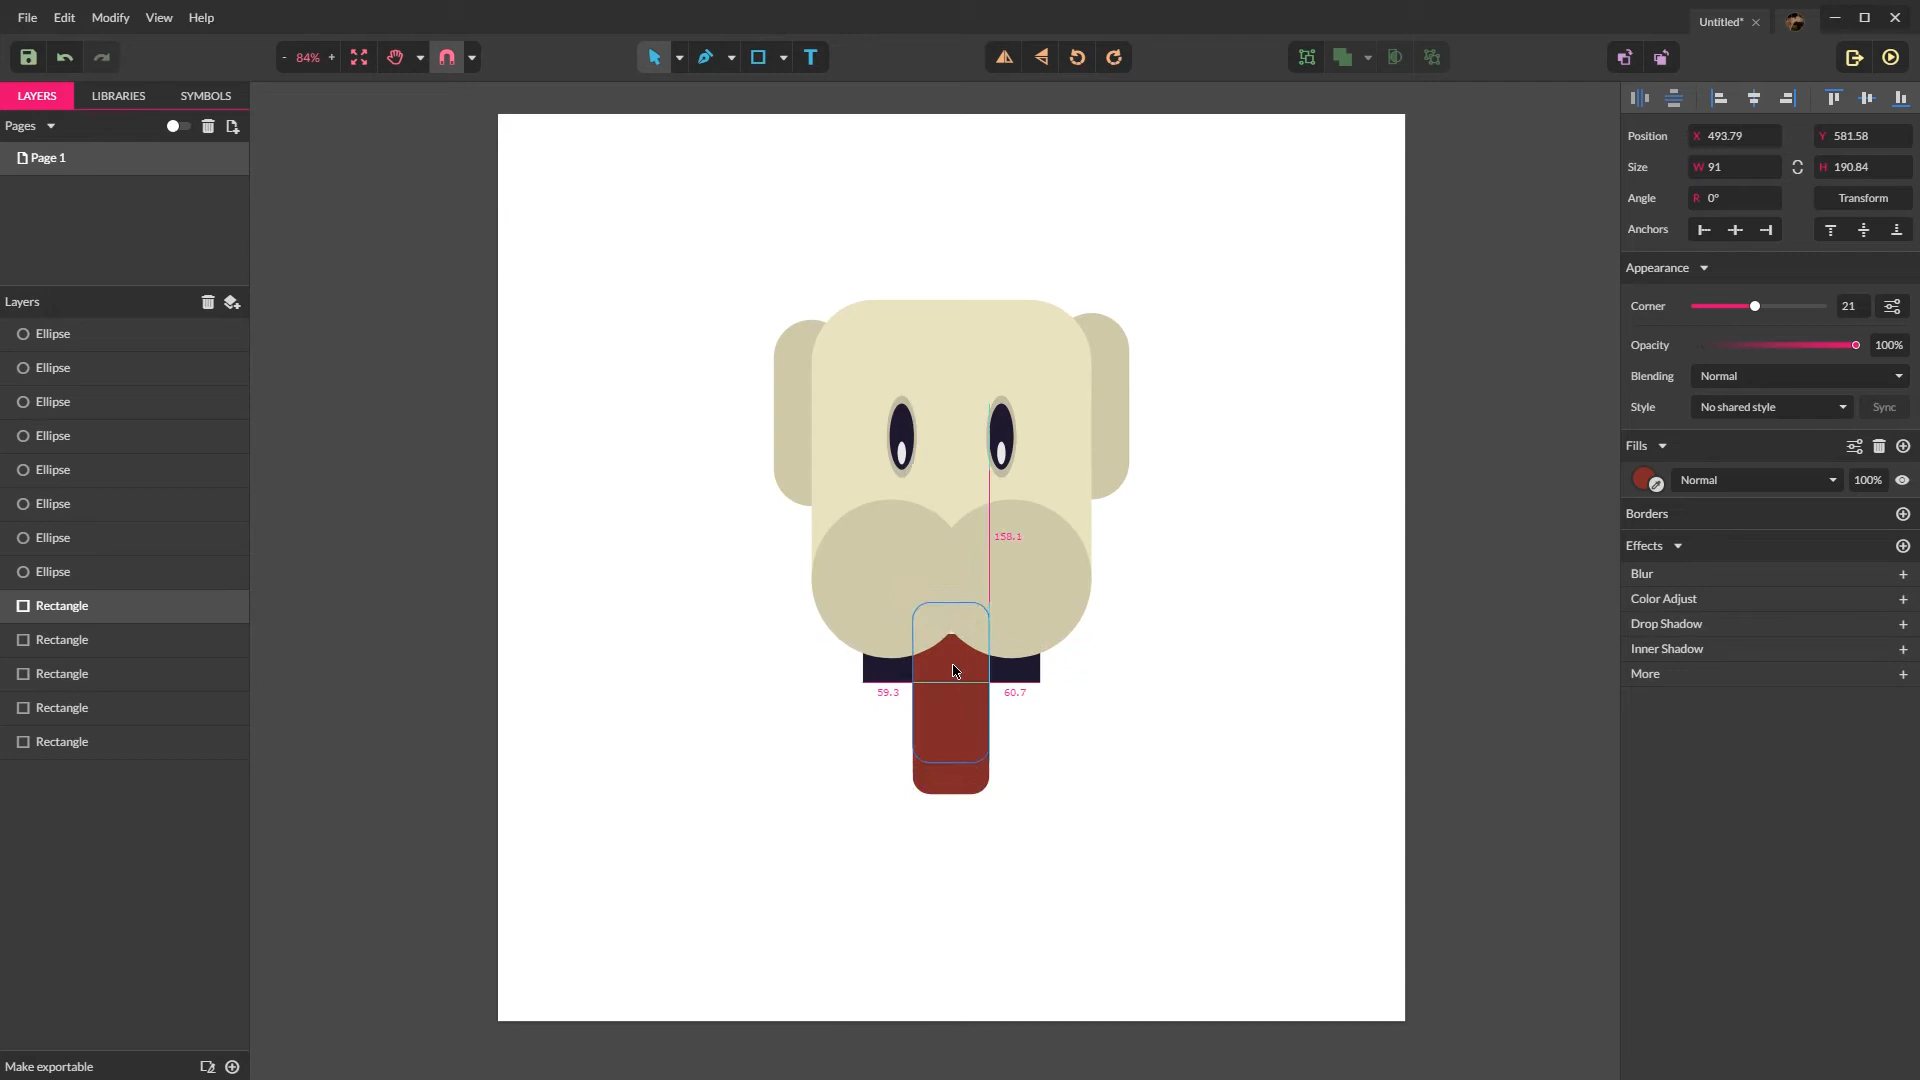 File Edit Modify View Help
Untitled*
- 84% +
T
LAYERS LIBRARIES SYMBOLS
Pages
Page 1
Layers
Ellipse
Ellipse
Ellipse
Ellipse
Ellipse
Ellipse
Ellipse
Ellipse
Rectangle
Rectangle
Rectangle
Rectangle
Rectangle
Make exportable
158.1
59.3 60.7
Position X 493.79 Y 581.58
Size W 91 H 190.84
Angle R 0° Transform
Anchors
Appearance
Corner 21
Opacity 100%
Blending Normal
Style No shared style Sync
Fills
Normal 100%
Borders
Effects
Blur +
Color Adjust +
Drop Shadow +
Inner Shadow +
More +